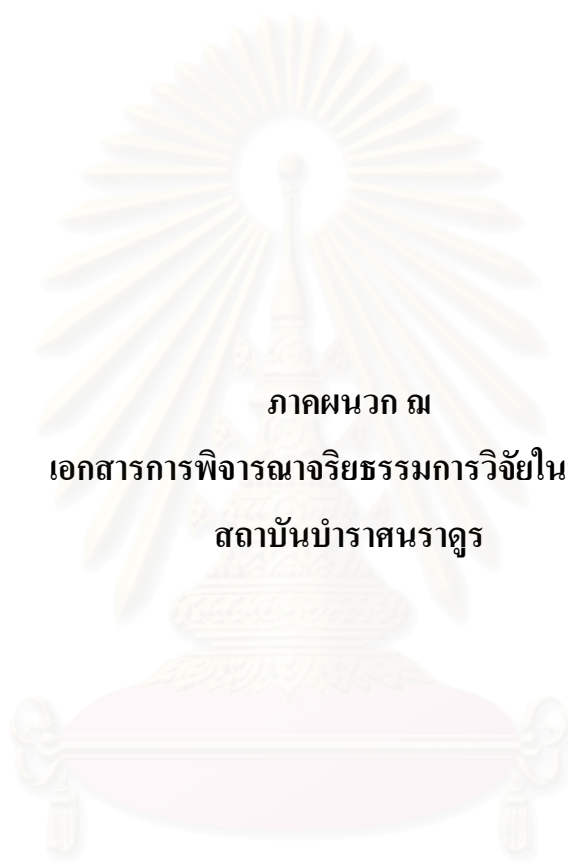 ภาคผนวก ฌ
เอกสารการพิจารณาจริยธรรมการวิจัยใน
สถาบันบำราศนราดูร